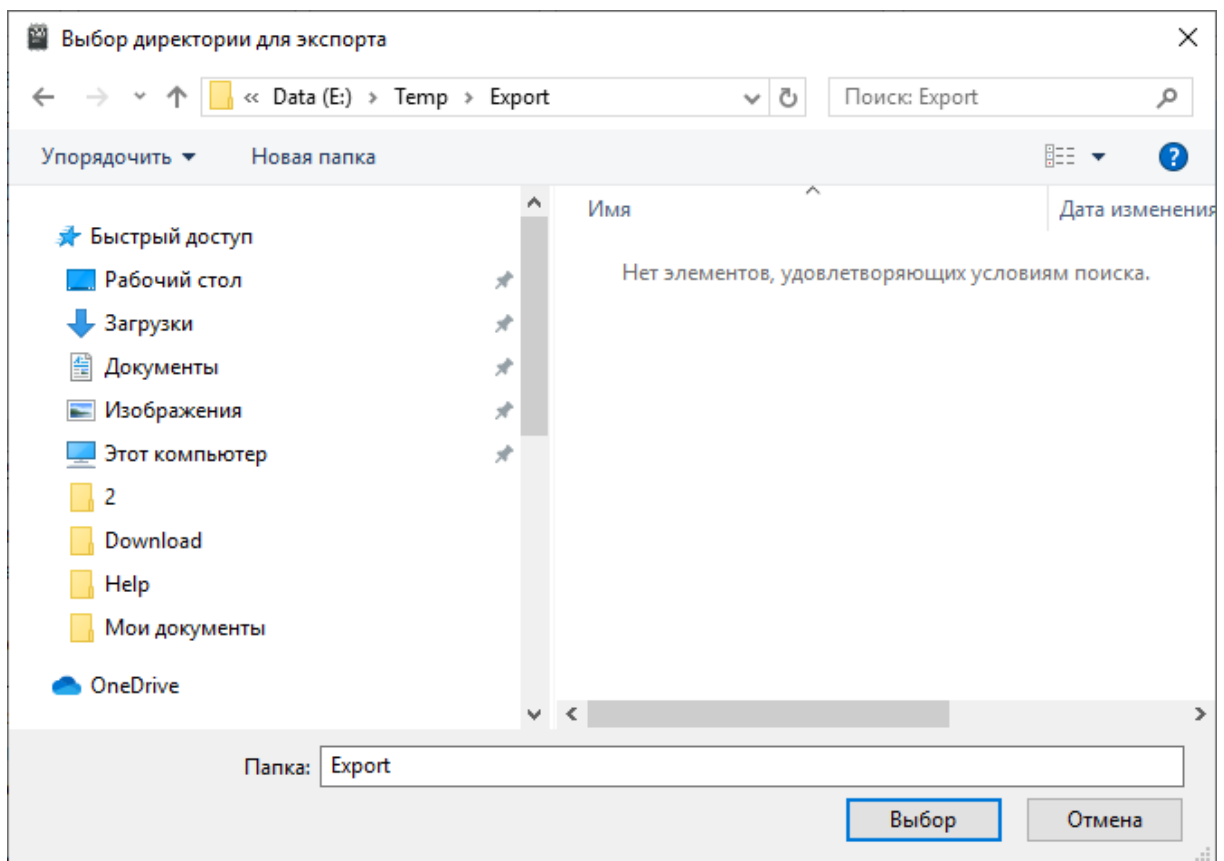 Выбор директории для экспорта
« Data (E:) > Temp > Export
Поиск: Export
Упорядочить
Новая папка
?
Имя
Дата изменения
Нет элементов, удовлетворяющих условиям поиска.
Быстрый доступ
Рабочий стол
Загрузки
Документы
Изображения
Этот компьютер
2
Download
Help
Мои документы
OneDrive
Папка: Export
Выбор
Отмена